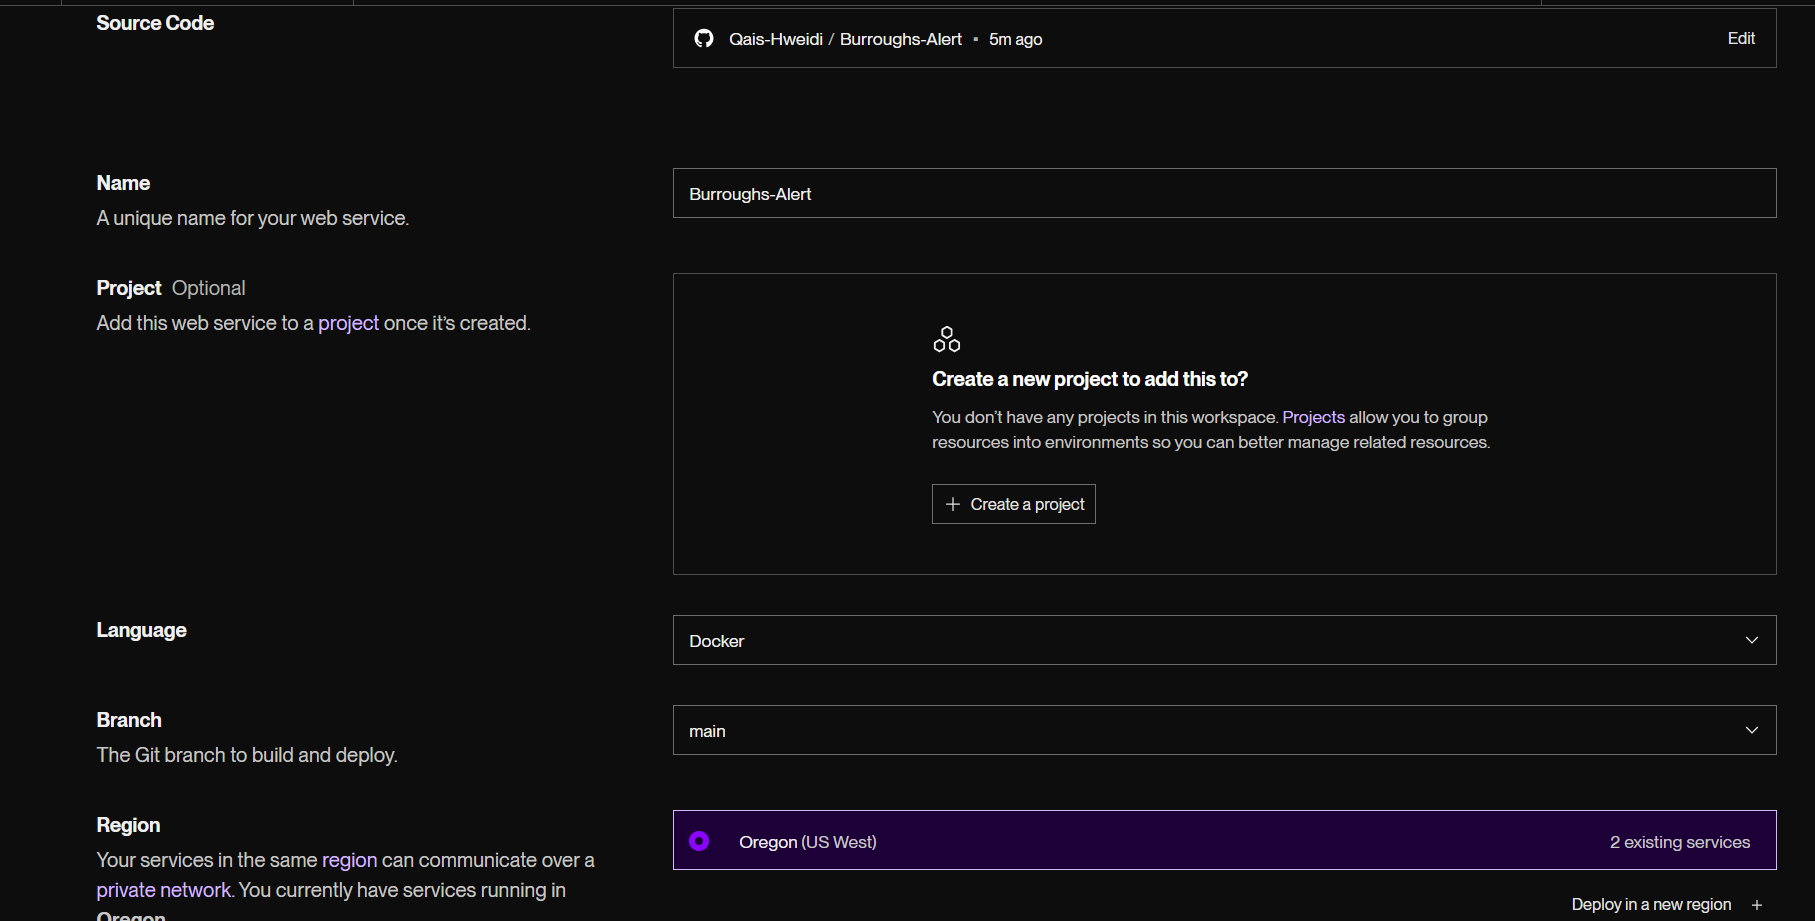 Source Code
Qais-Hweidi / Burroughs-Alert • 5m ago
Edit
Name
A unique name for your web service.
Burroughs-Alert
Project Optional
Add this web service to a project once it’s created.
Create a new project to add this to?
You don’t have any projects in this workspace. Projects allow you to group
resources into environments so you can better manage related resources.
+ Create a project
Language
Docker
Branch
The Git branch to build and deploy.
main
Region
Your services in the same region can communicate over a
private network. You currently have services running in
Oregon
Oregon (US West)
2 existing services
Deploy in a new region +